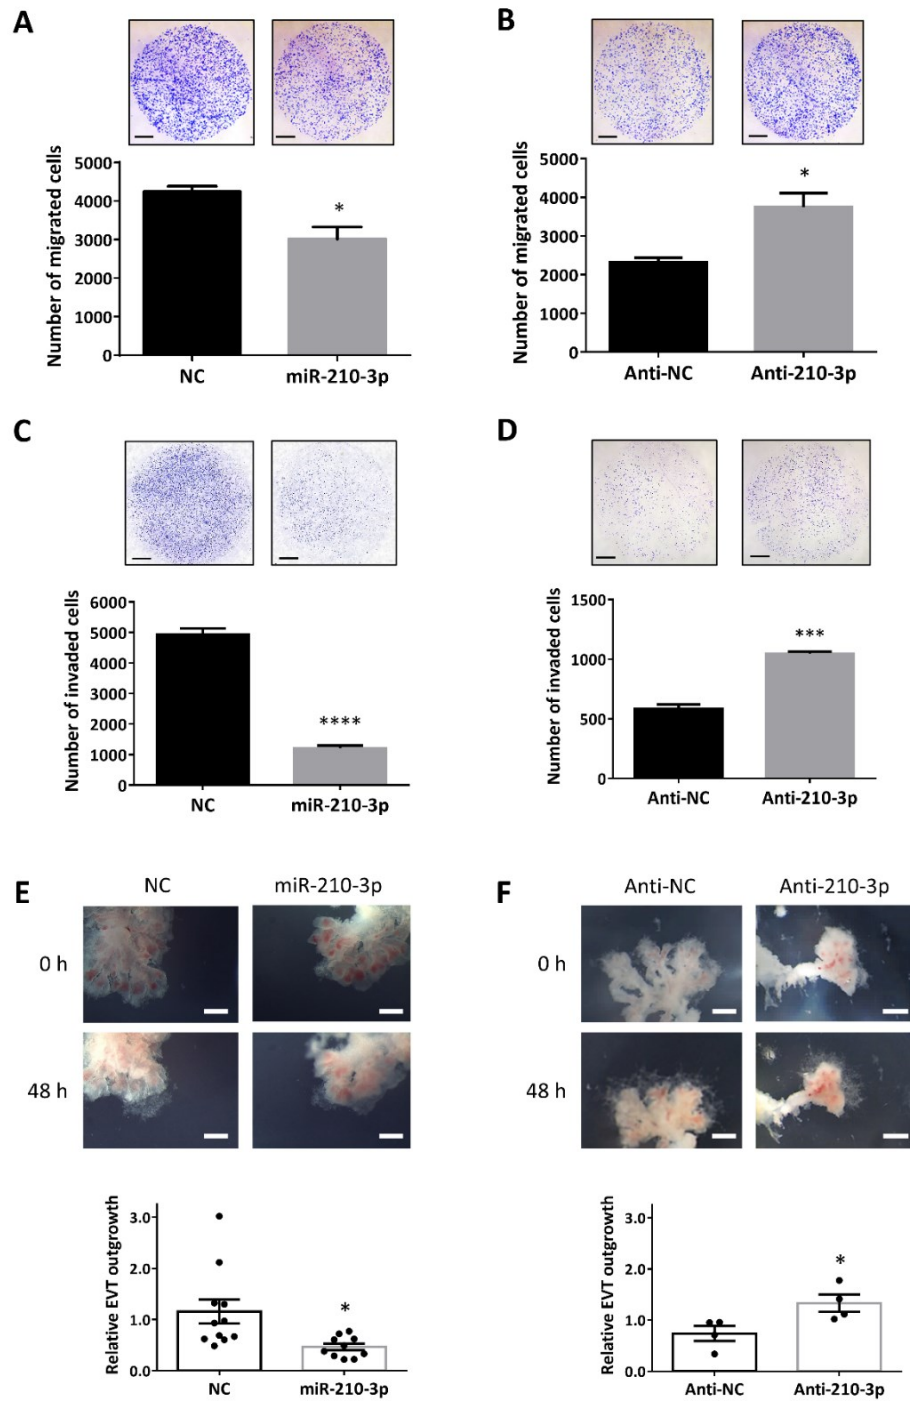 A
B
Number of migrated cells
5000
4000
3000
2000
1000
0
*
NC
miR-210-3p
Number of migrated cells
5000
4000
3000
2000
1000
0
*
Anti-NC
Anti-210-3p
C
D
Number of invaded cells
6000
5000
4000
3000
2000
1000
0
****
NC
miR-210-3p
Number of invaded cells
1500
1000
500
0
***
Anti-NC
Anti-210-3p
E
NC
miR-210-3p
0 h
48 h
F
Anti-NC
Anti-210-3p
0 h
48 h
Relative EVT outgrowth
3.0
2.0
1.0
0.0
*
NC
miR-210-3p
Relative EVT outgrowth
3.0
2.0
1.0
0.0
*
Anti-NC
Anti-210-3p